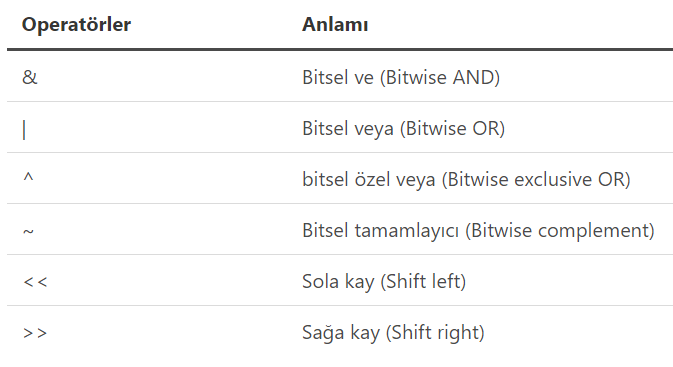 Operatörler Anlamı
& Bitsel ve (Bitwise AND)
| Bitsel veya (Bitwise OR)
^ bitsel özel veya (Bitwise exclusive OR)
~ Bitsel tamamlayıcı (Bitwise complement)
<< Sola kay (Shift left)
>> Sağa kay (Shift right)